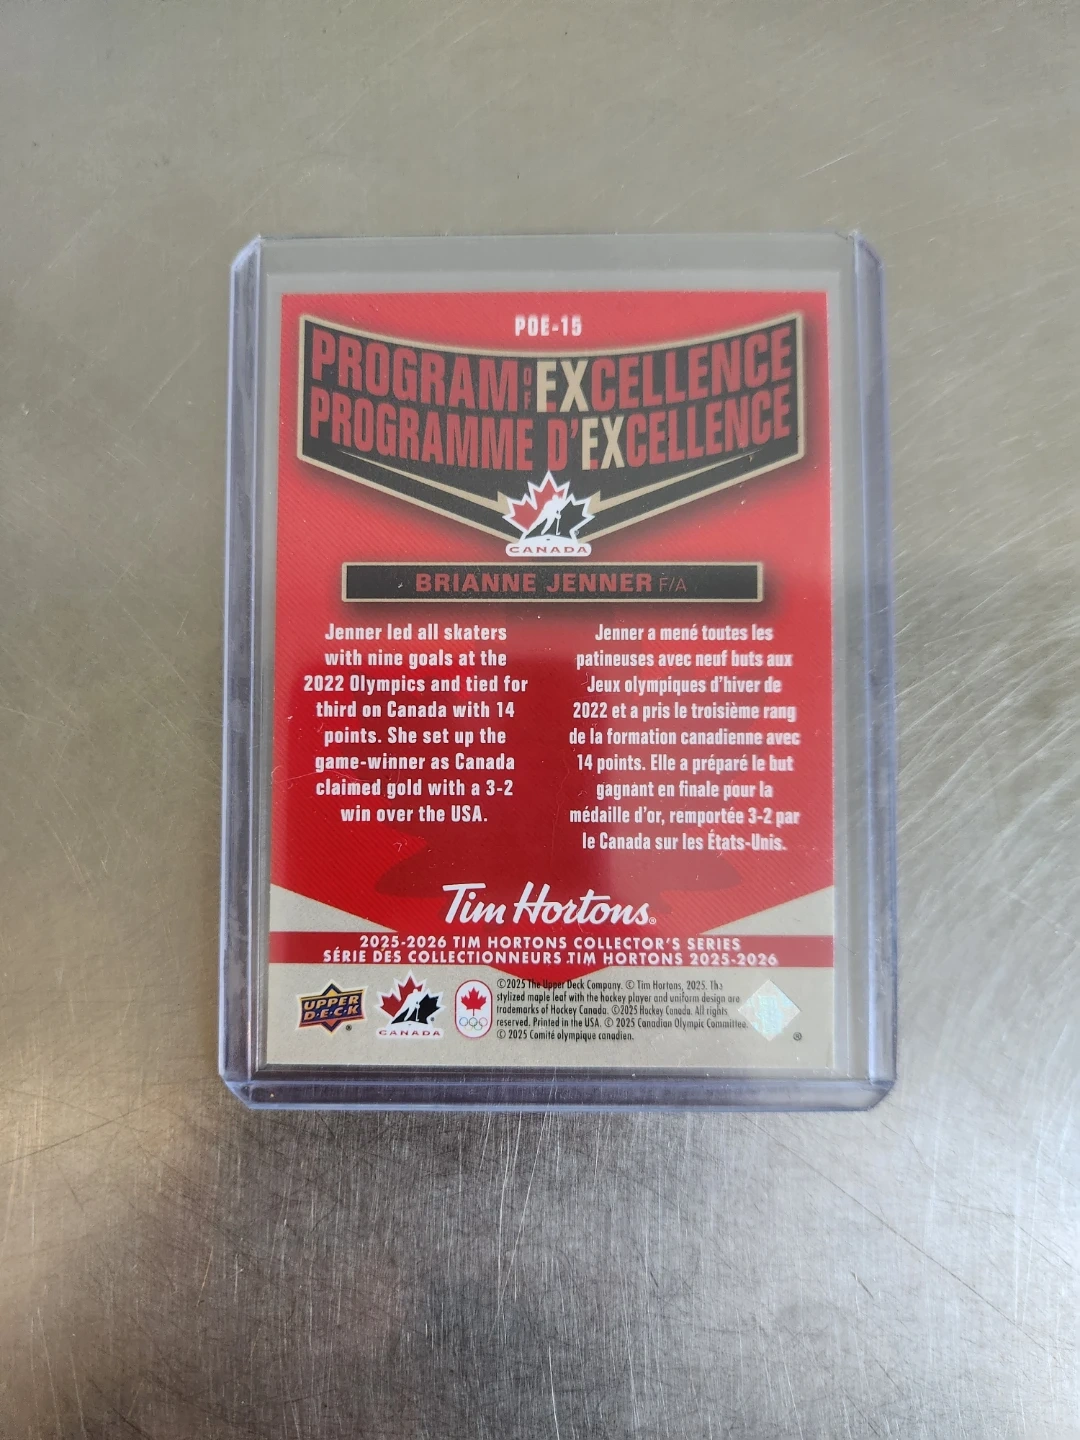 POE-15
PROGRAM OF EXCELLENCE
PROGRAMME D'EXCELLENCE
CANADA
BRIANNE JENNER F/A
Jenner led all skaters
with nine goals at the
2022 Olympics and tied for
third on Canada with 14
points. She set up the
game-winner as Canada
claimed gold with a 3-2
win over the USA.
Jenner a mené toutes les
patineuses avec neuf buts aux
Jeux olympiques d'hiver de
2022 et a pris le troisième rang
de la formation canadienne avec
14 points. Elle a préparé le but
gagnant en finale pour la
médaille d'or, remportée 3-2 par
le Canada sur les États-Unis.
Tim Hortons®
2025-2026 TIM HORTONS COLLECTOR'S SERIES
SÉRIE DES COLLECTIONNEURS TIM HORTONS 2025-2026
UPPER
D·E·C·K
®
CANADA
©2025 The Upper Deck Company. © Tim Hortons, 2025. The
stylized maple leaf with the hockey player and uniform design are
trademarks of Hockey Canada. ©2025 Hockey Canada. All rights
reserved. Printed in the USA. © 2025 Canadian Olympic Committee.
© 2025 Comité olympique canadien.
®